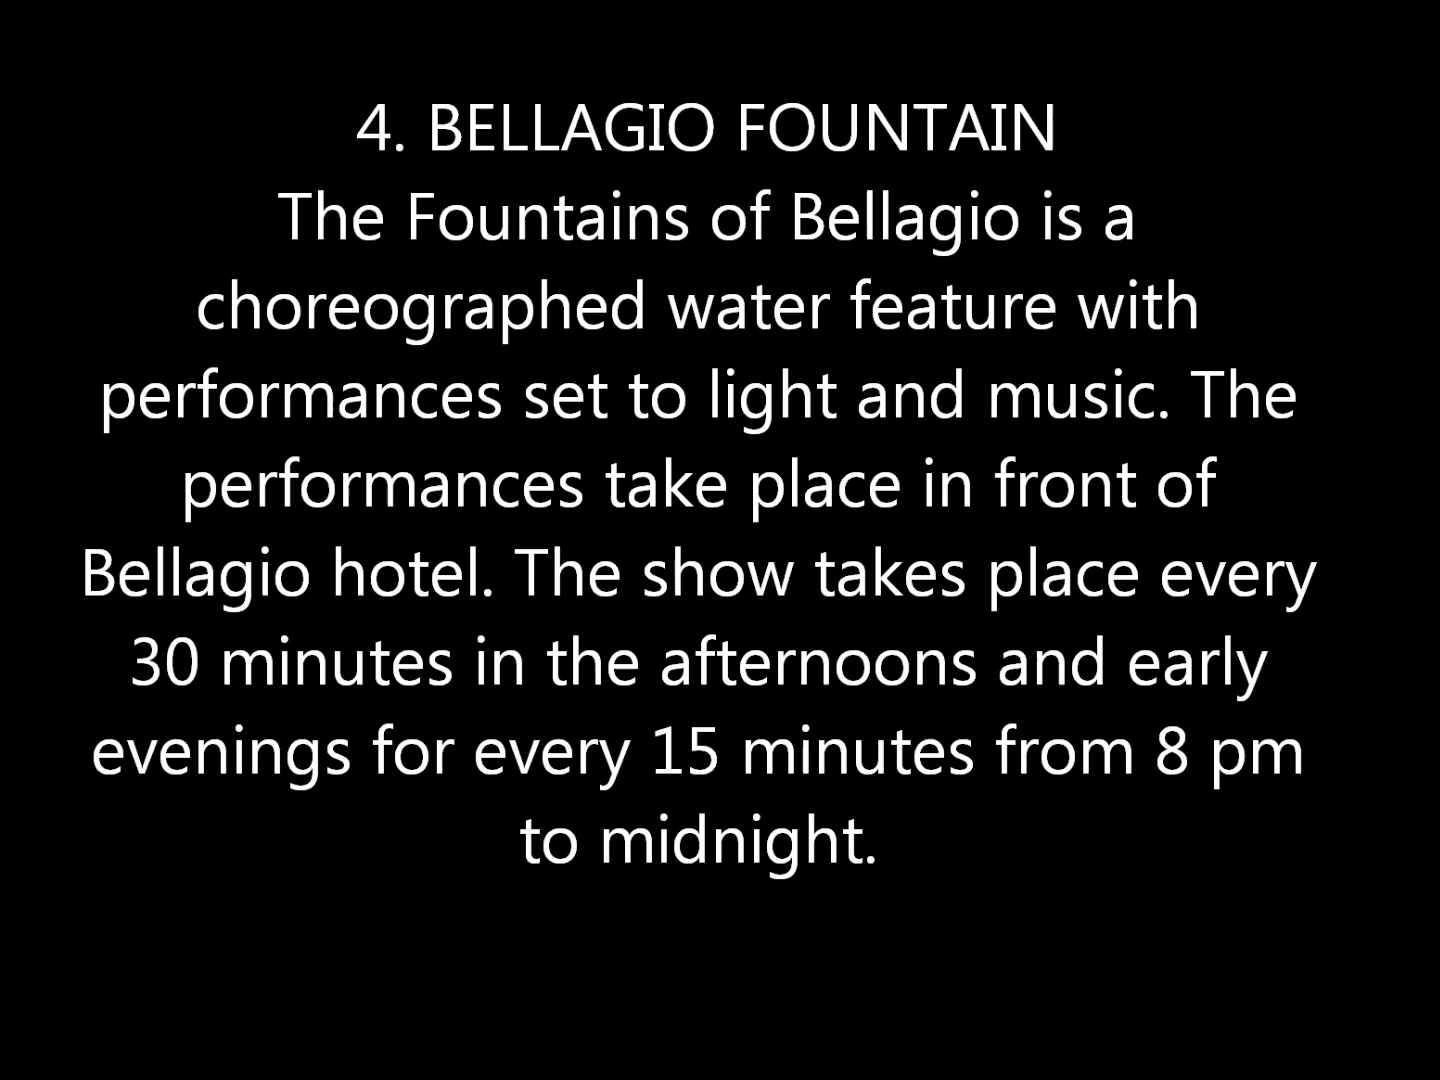 4. BELLAGIO FOUNTAIN
The Fountains of Bellagio is a
choreographed water feature with
performances set to light and music. The
performances take place in front of
Bellagio hotel. The show takes place every
30 minutes in the afternoons and early
evenings for every 15 minutes from 8 pm
to midnight.